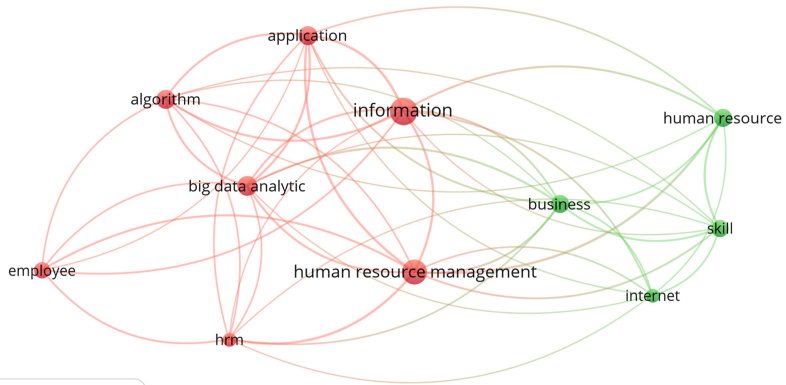 application
algorithm
information
human resource
big data analytic
business
skill
employee
human resource management
internet
hrm